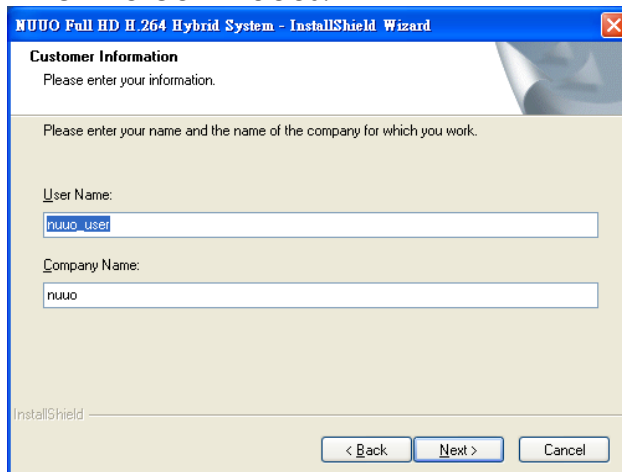 NUUO Full HD H.264 Hybrid System - InstallShield Wizard
Customer Information
Please enter your information.
Please enter your name and the name of the company for which you work.
User Name:
nuuo_user
Company Name:
nuuo
InstallShield
< Back Next > Cancel